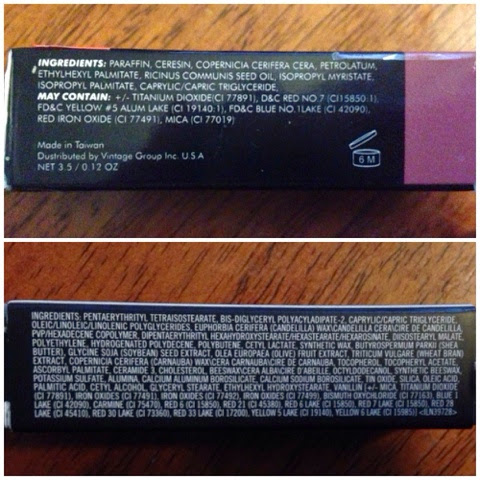 INGREDIENTS: PARAFFIN, CERESIN, COPERNICIA CERIFERA CERA, PETROLATUM,
ETHYLHEXYL PALMITATE, RICINUS COMMUNIS SEED OIL, ISOPROPYL MYRISTATE,
ISOPROPYL PALMITATE, CAPRYLIC/CAPRIC TRIGLYCERIDE.
MAY CONTAIN: +/- TITANIUM DIOXIDE(CI 77891), D&C RED NO.7 (CI15850:1),
FD&C YELLOW #5 ALUM LAKE (CI 19140:1), FD&C BLUE NO.1LAKE (CI 42090),
RED IRON OXIDE (CI 77491), MICA (CI 77019)
Made in Taiwan
Distributed by Vintage Group Inc. U.S.A
NET 3.5 / 0.12 OZ
6 M
INGREDIENTS: PENTAERYTHRITYL TETRAISOSTEARATE, BIS-DIGLYCERYL POLYACYLADIPATE-2, CAPRYLIC/CAPRIC TRIGLYCERIDE,
OLEIC/LINOLEIC/LINOLENIC POLYGLYCERIDES, EUPHORBIA CERIFERA (CANDELILLA) WAX\CANDELILLA CERA\CIRE DE CANDELILLA,
PVP/HEXADECENE COPOLYMER, DIPENTAERYTHRITYL HEXAHYDROXYSTEARATE/HEXASTEARATE/HEXAROSINATE, DIISOSTEARYL MALATE,
POLYETHYLENE, HYDROGENATED POLYDECENE, POLYBUTENE, CETYL LACTATE, SYNTHETIC WAX, BUTYROSPERMUM PARKII (SHEA
BUTTER), GLYCINE SOJA (SOYBEAN) SEED EXTRACT, OLEA EUROPAEA (OLIVE) FRUIT EXTRACT, TRITICUM VULGARE (WHEAT)
BRAN EXTRACT, COPERNICIA CERIFERA (CARNAUBA) WAX\CERA CARNAUBA\CIRE DE CARNAUBA, TOCOPHEROL, TOCOPHERYL ACETATE,
ASCORBYL PALMITATE, CERAMIDE 3, CHOLESTEROL, BEESWAX\CERA ALBA\CIRE D'ABEILLE, OCTYLDODECANOL, SYNTHETIC BEESWAX,
POTASSIUM SULFATE, ALUMINA, CALCIUM ALUMINUM BOROSILICATE, CALCIUM SODIUM BOROSILICATE, TIN OXIDE, SILICA, OLEIC ACID,
PALMITIC ACID, CETYL ALCOHOL, GLYCERYL STEARATE, ETHYLHEXYL HYDROXYSTEARATE, VANILLIN [+/- MICA, TITANIUM DIOXIDE
(CI 77891), IRON OXIDES (CI 77491), IRON OXIDES (CI 77492), IRON OXIDES (CI 77499), BISMUTH OXYCHLORIDE (CI 77163), BLUE 1
LAKE (CI 42090), CARMINE (CI 75470), RED 6 (CI 15850), RED 21 (CI 45380), RED 6 LAKE (CI 15850), RED 7 LAKE (CI 15850), RED 28
LAKE (CI 45410), RED 30 LAKE (CI 73360), RED 33 LAKE (CI 17200), YELLOW 5 LAKE (CI 19140), YELLOW 6 LAKE (CI 15985)] <ILN39728>